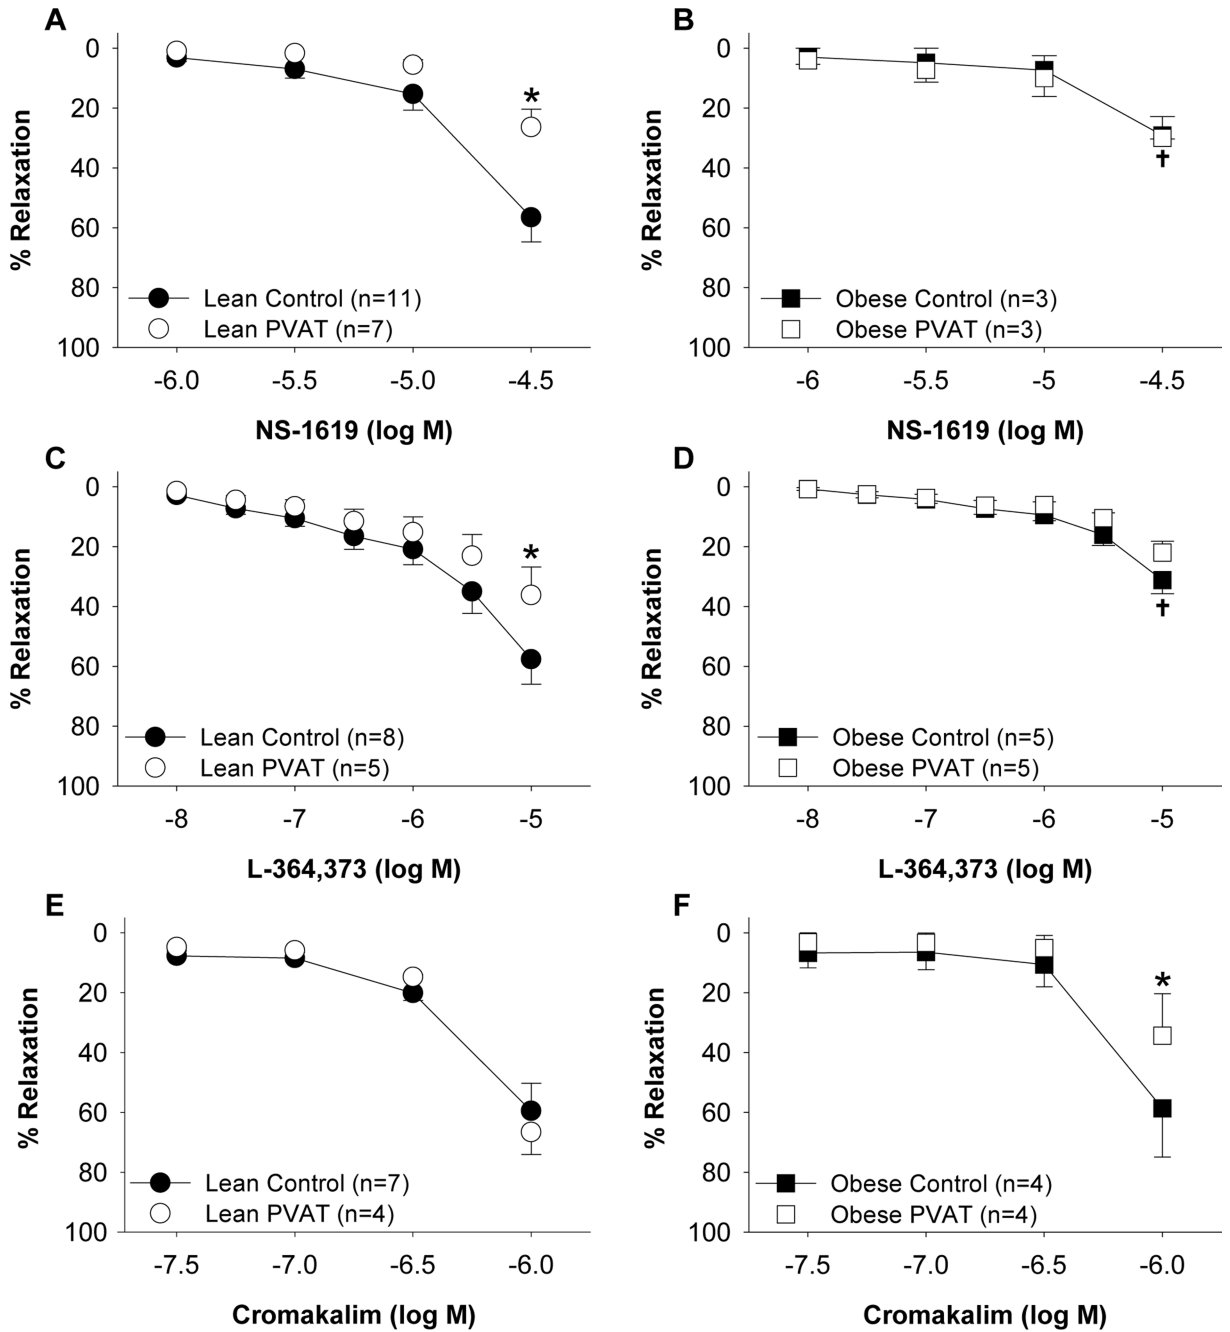 A
0
20
40
60
80
100
% Relaxation
*
Lean Control (n=11)
Lean PVAT (n=7)
-6.0 -5.5 -5.0 -4.5
NS-1619 (log M)
B
0
20
40
60
80
100
% Relaxation
✝
Obese Control (n=3)
Obese PVAT (n=3)
-6 -5.5 -5 -4.5
NS-1619 (log M)
C
0
20
40
60
80
100
% Relaxation
*
Lean Control (n=8)
Lean PVAT (n=5)
-8 -7 -6 -5
L-364,373 (log M)
D
0
20
40
60
80
100
% Relaxation
✝
Obese Control (n=5)
Obese PVAT (n=5)
-8 -7 -6 -5
L-364,373 (log M)
E
0
20
40
60
80
100
% Relaxation
Lean Control (n=7)
Lean PVAT (n=4)
-7.5 -7.0 -6.5 -6.0
Cromakalim (log M)
F
0
20
40
60
80
100
% Relaxation
*
Obese Control (n=4)
Obese PVAT (n=4)
-7.5 -7.0 -6.5 -6.0
Cromakalim (log M)